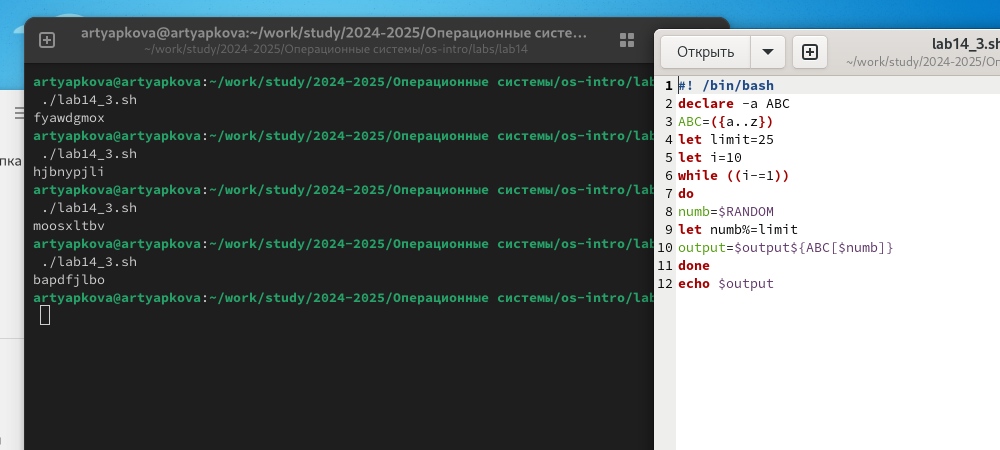 artyapkova@artyapkova:~/work/study/2024-2025/Операционные систе...
~/work/study/2024-2025/Операционные системы/os-intro/labs/lab14
artyapkova@artyapkova:~/work/study/2024-2025/Операционные системы/os-intro/lab
./lab14_3.sh
fyawdgmox
artyapkova@artyapkova:~/work/study/2024-2025/Операционные системы/os-intro/lab
./lab14_3.sh
hjbnypjli
artyapkova@artyapkova:~/work/study/2024-2025/Операционные системы/os-intro/lab
./lab14_3.sh
moosxltbv
artyapkova@artyapkova:~/work/study/2024-2025/Операционные системы/os-intro/lab
./lab14_3.sh
bapdfjlbo
artyapkova@artyapkova:~/work/study/2024-2025/Операционные системы/os-intro/lab
пка
Открыть
lab14_3.sh
~/work/study/2024-2025/Оп
1 #! /bin/bash
2 declare -a ABC
3 ABC=({a..z})
4 let limit=25
5 let i=10
6 while ((i-=1))
7 do
8 numb=$RANDOM
9 let numb%=limit
10 output=$output${ABC[$numb]}
11 done
12 echo $output